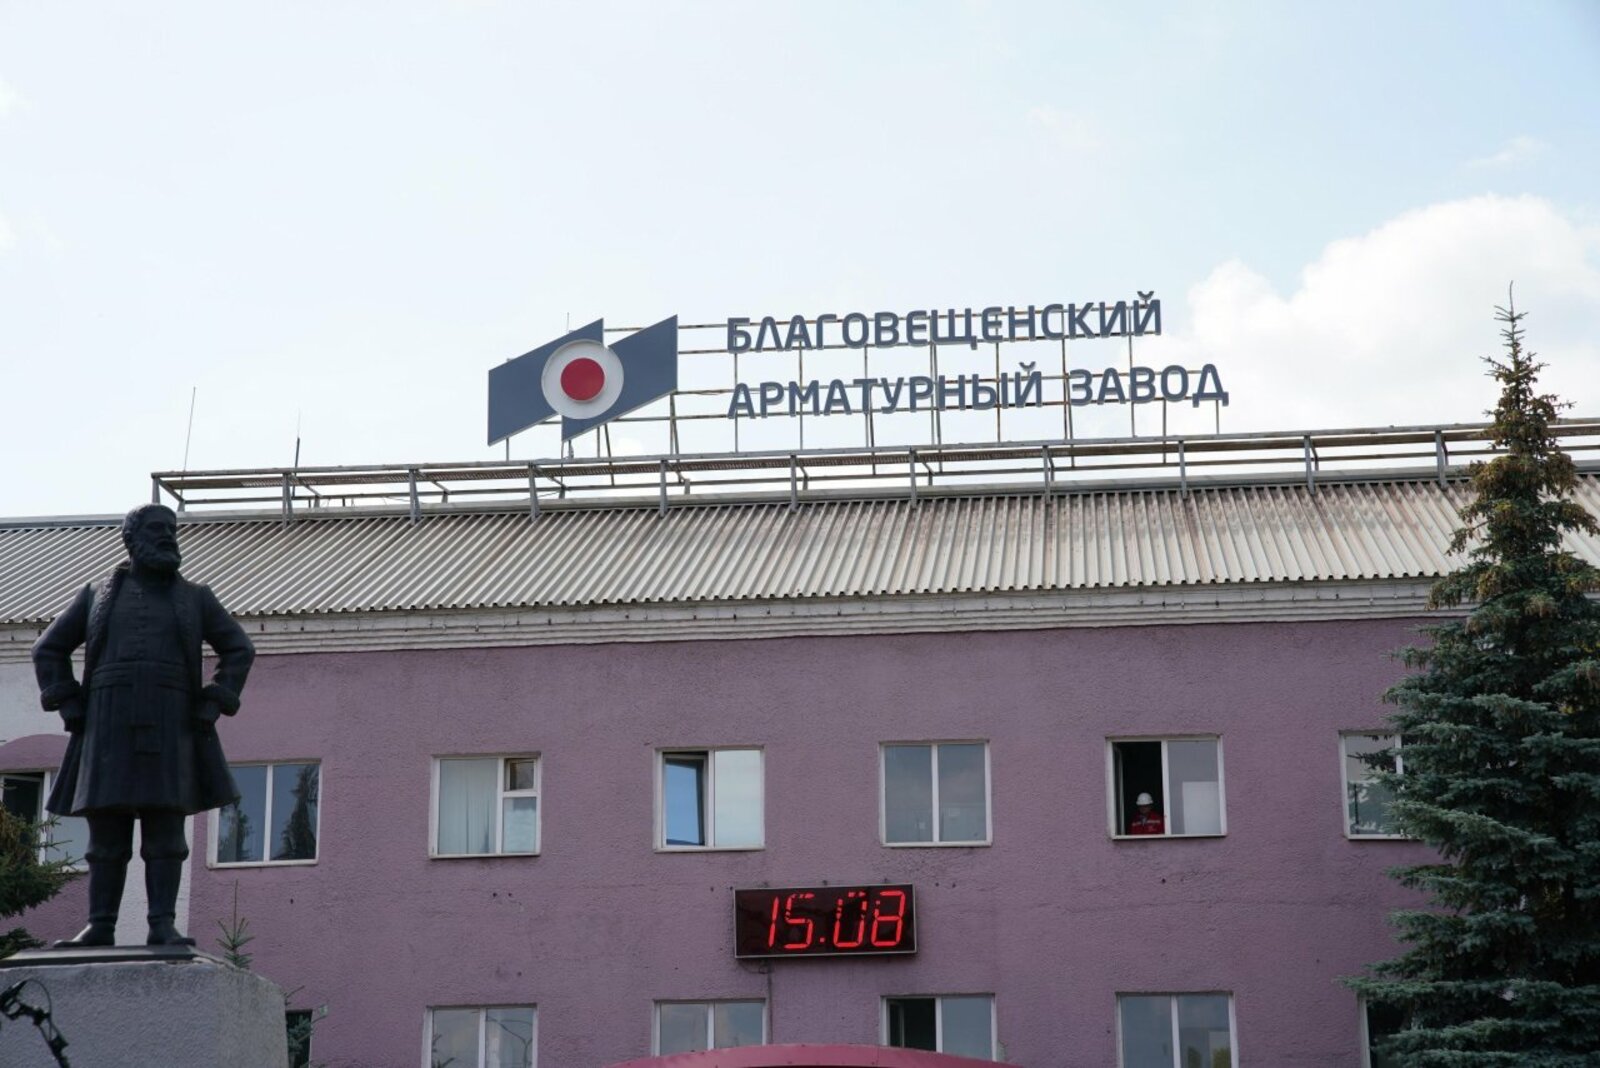 БЛАГОВЕЩЕНСКИЙ
АРМАТУРНЫЙ ЗАВОД
15.08